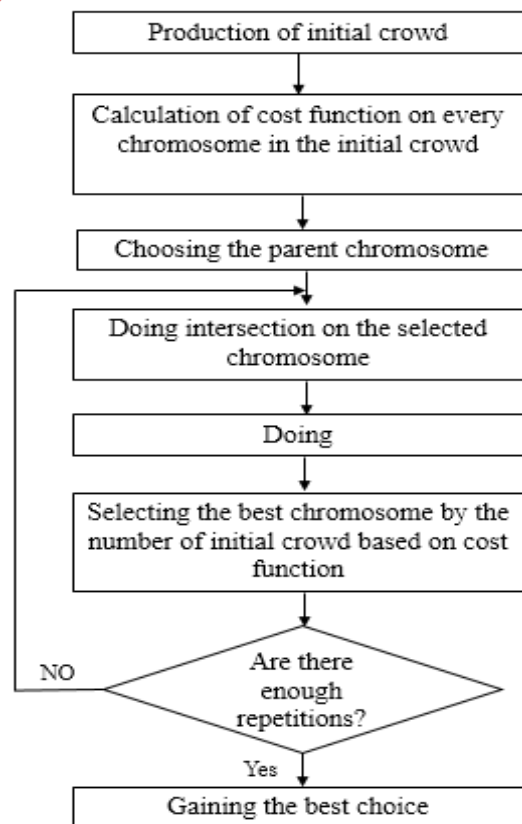 Production of initial crowd
Calculation of cost function on every
chromosome in the initial crowd
Choosing the parent chromosome
Doing intersection on the selected
chromosome
Doing
Selecting the best chromosome by the
number of initial crowd based on cost
function
Are there
enough
repetitions?
NO
Yes
Gaining the best choice